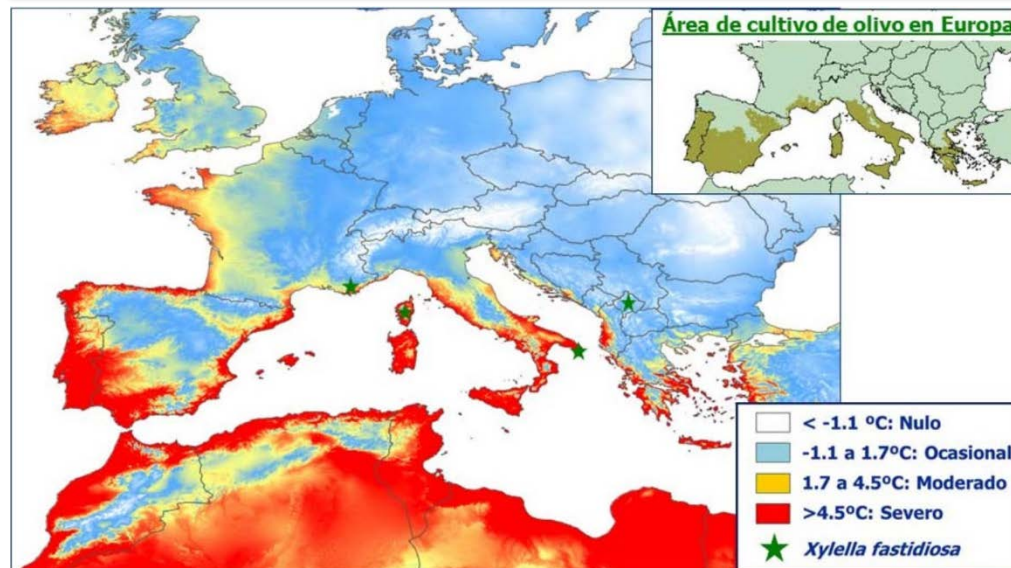 Área de cultivo de olivo en Europa
< -1.1 ºC: Nulo
-1.1 a 1.7ºC: Ocasional
1.7 a 4.5ºC: Moderado
>4.5ºC: Severo
Xylella fastidiosa